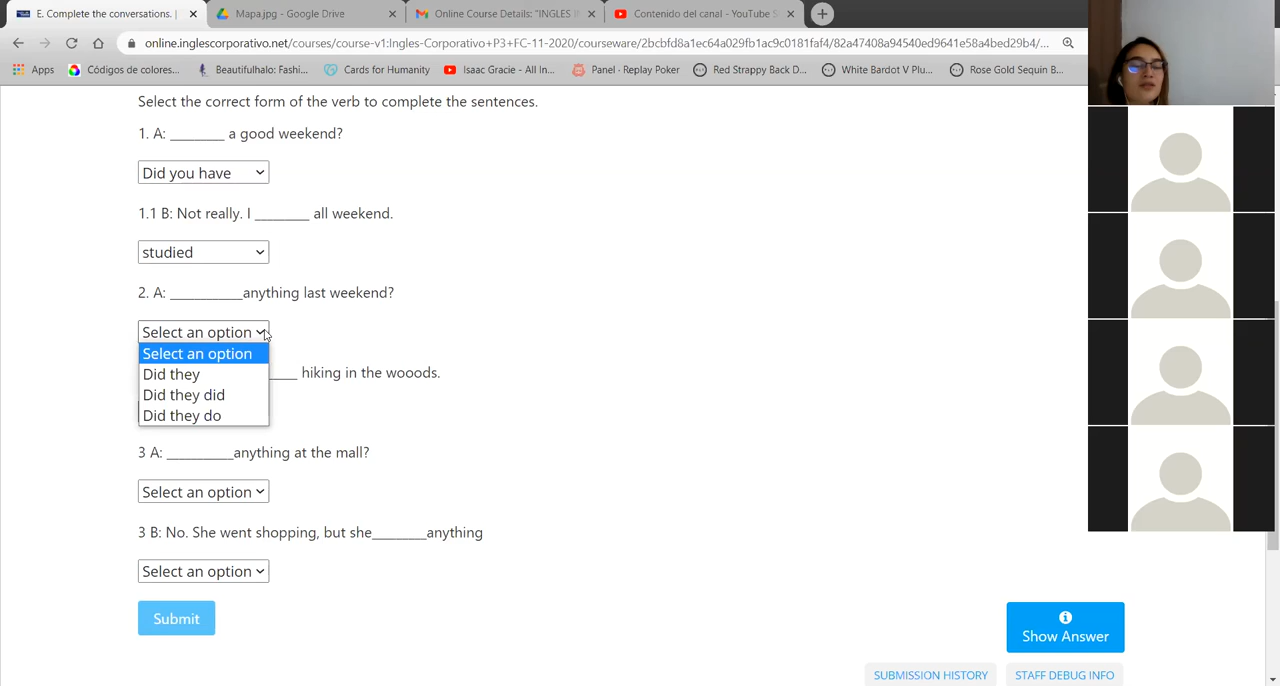 E. Complete the conversations. |
Mapa.jpg - Google Drive
Online Course Details: "INGLES I
Contenido del canal - YouTube S
online.inglescorporativo.net/courses/course-v1:Ingles-Corporativo+P3+FC-11-2020/courseware/2bcbfd8a1ec64a029fb1ac9c0181faf4/82a47408a94540ed9641e58a4bed29b4/...
Apps
Códigos de colores...
Beautifulhalo: Fashi...
Cards for Humanity
Isaac Gracie - All In...
Panel · Replay Poker
Red Strappy Back D...
White Bardot V Plu...
Rose Gold Sequin B...
Select the correct form of the verb to complete the sentences.
1. A: ________ a good weekend?
Did you have
1.1 B: Not really. I ________ all weekend.
studied
2. A: ___________anything last weekend?
Select an option
Select an option
Did they
Did they did
Did they do
____ hiking in the wooods.
3 A: __________anything at the mall?
Select an option
3 B: No. She went shopping, but she________anything
Select an option
Submit
Show Answer
SUBMISSION HISTORY
STAFF DEBUG INFO